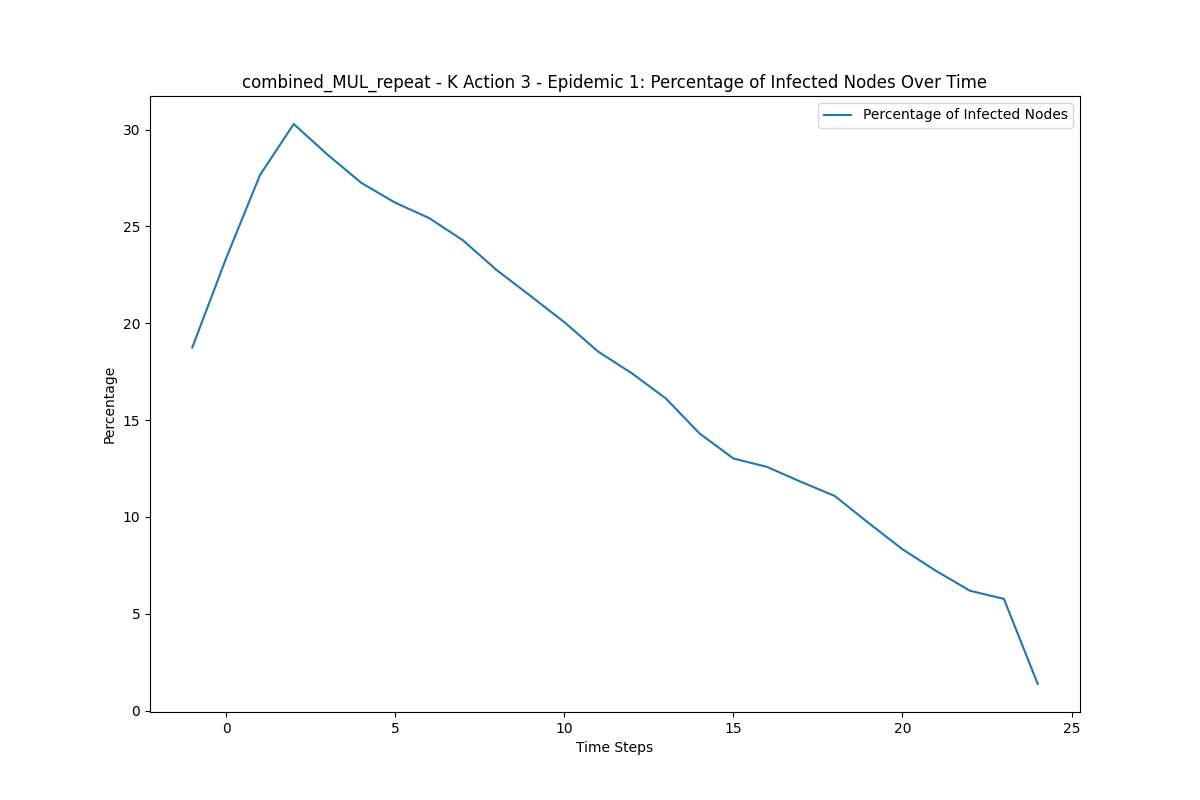 combined_MUL_repeat - K Action 3 - Epidemic 1: Percentage of Infected Nodes Over Time
Percentage of Infected Nodes
30
25
20
15
10
5
0
Percentage
0 5 10 15 20 25
Time Steps